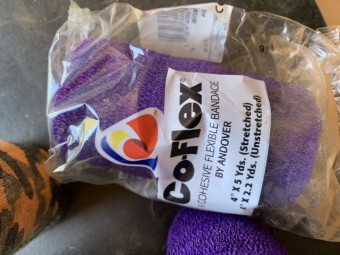 Co-Flex®
A COHESIVE FLEXIBLE BANDAGE
BY ANDOVER
4" X 5 Yds. (Stretched)
4" X 2.2 Yds. (Unstretched)